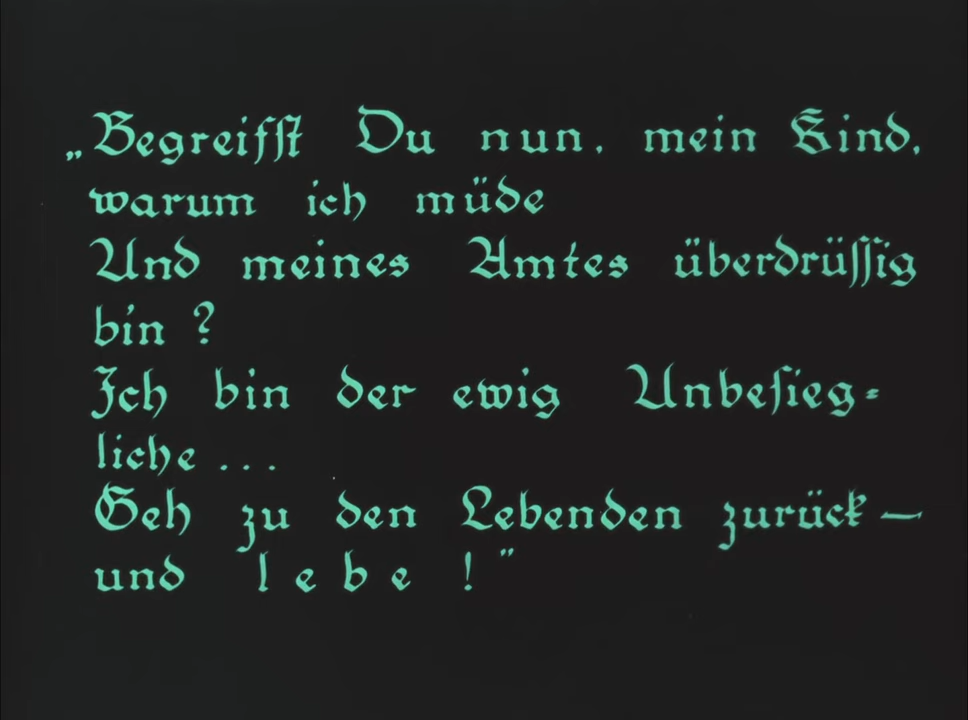 „Begreifſt Du nun, mein Kind,
warum ich müde
Und meines Amtes überdrüſſig
bin ?
Ich bin der ewig Unbeſieg=
liche ...
Geh zu den Lebenden zurück —
und l e b e ! "